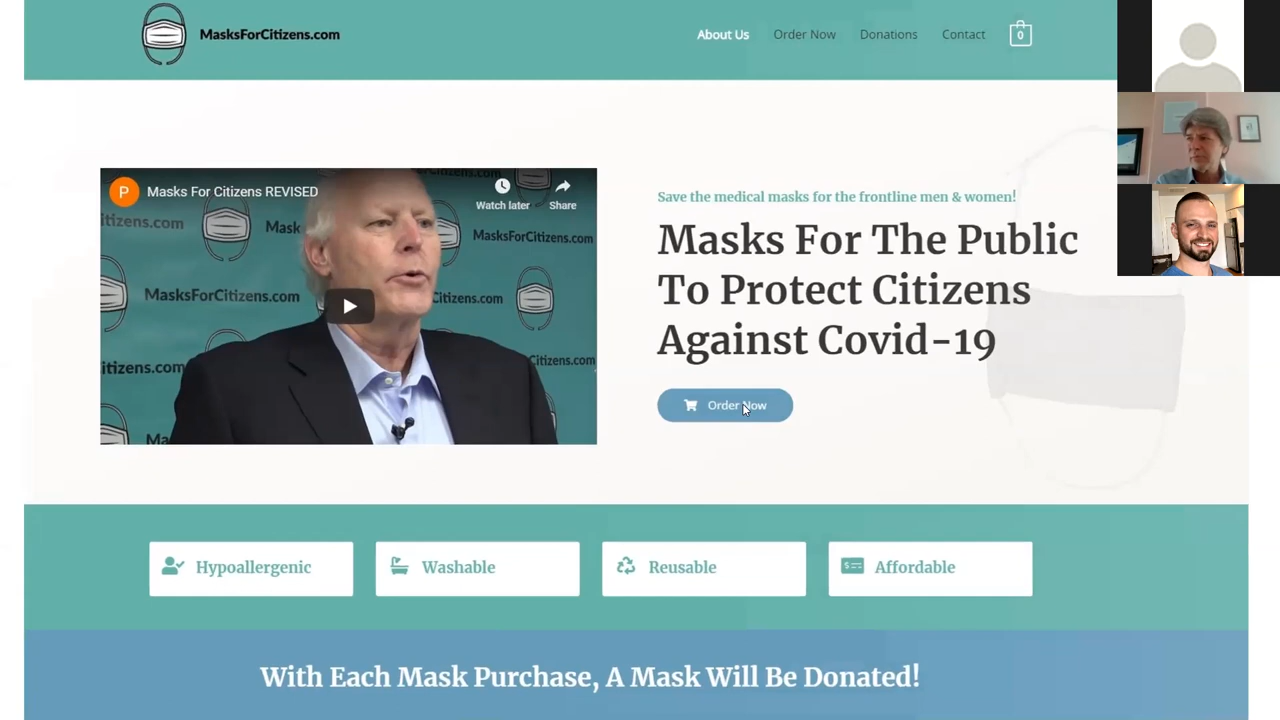 MasksForCitizens.com
About Us
Order Now
Donations
Contact
0
P
Masks For Citizens REVISED
Watch later
Share
itizens.com
Mask
MasksForCitizens.com
MasksForCitizens.com
Citizens.com
itizens.com
Citizens.com
Ma
Save the medical masks for the frontline men & women!
Masks For The Public
To Protect Citizens
Against Covid-19
Order Now
Hypoallergenic
Washable
Reusable
Affordable
With Each Mask Purchase, A Mask Will Be Donated!